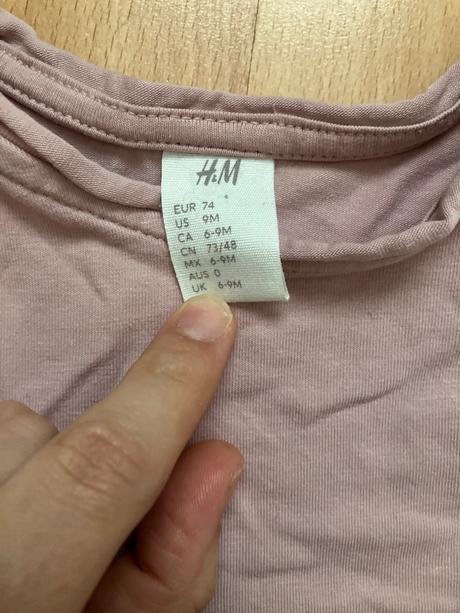 H&M
EUR 74
US 9M
CA 6-9M
CN 73/48
MX 6-9M
AUS 0
UK 6-9M